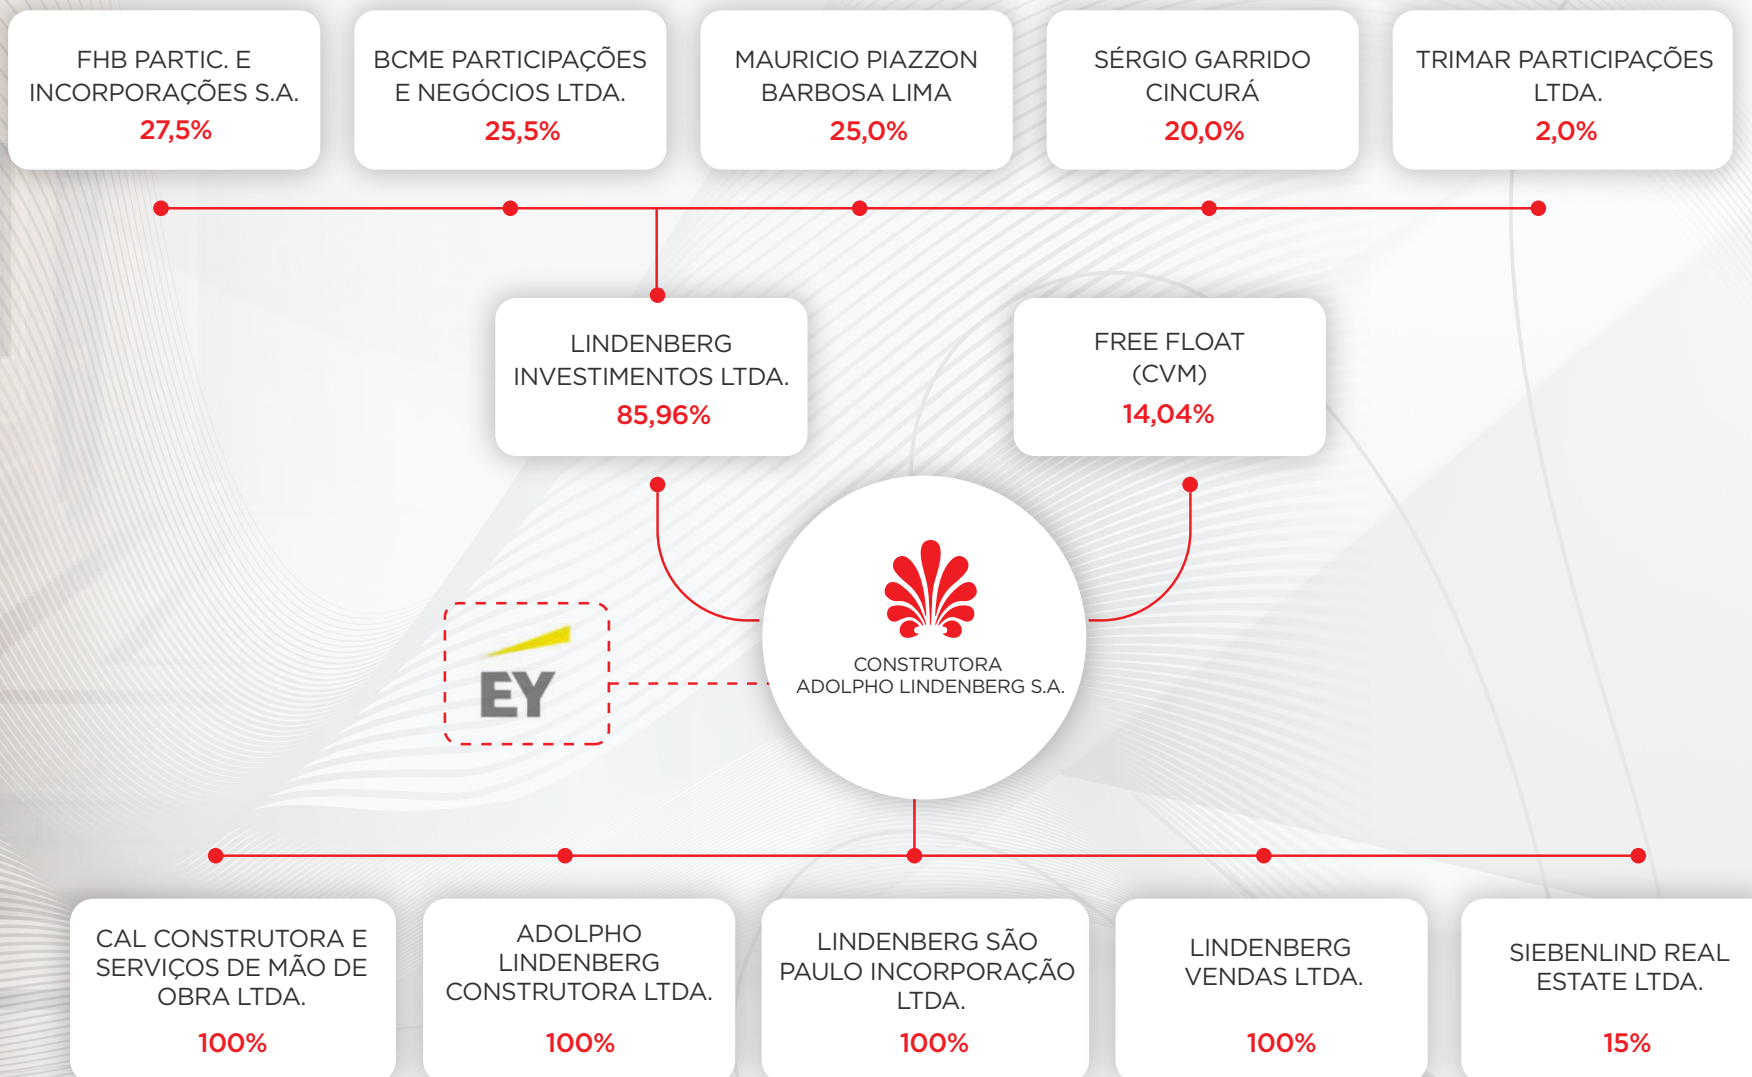 FHB PARTIC. E
INCORPORAÇÕES S.A.
27,5%
BCME PARTICIPAÇÕES
E NEGÓCIOS LTDA.
25,5%
MAURICIO PIAZZON
BARBOSA LIMA
25,0%
SÉRGIO GARRIDO
CINCURÁ
20,0%
TRIMAR PARTICIPAÇÕES
LTDA.
2,0%
LINDENBERG
INVESTIMENTOS LTDA.
85,96%
FREE FLOAT
(CVM)
14,04%
EY
CONSTRUTORA
ADOLPHO LINDENBERG S.A.
CAL CONSTRUTORA E
SERVIÇOS DE MÃO DE
OBRA LTDA.
100%
ADOLPHO
LINDENBERG
CONSTRUTORA LTDA.
100%
LINDENBERG SÃO
PAULO INCORPORAÇÃO
LTDA.
100%
LINDENBERG
VENDAS LTDA.
100%
SIEBENLIND REAL
ESTATE LTDA.
15%